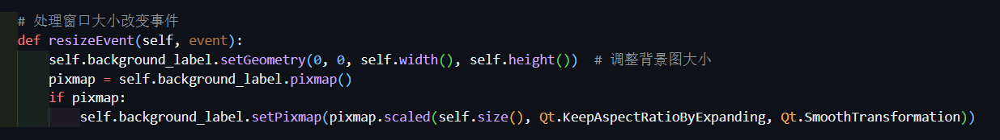 # 处理窗口大小改变事件
def resizeEvent(self, event):
    self.background_label.setGeometry(0, 0, self.width(), self.height())  # 调整背景图大小
    pixmap = self.background_label.pixmap()
    if pixmap:
        self.background_label.setPixmap(pixmap.scaled(self.size(), Qt.KeepAspectRatioByExpanding, Qt.SmoothTransformation))